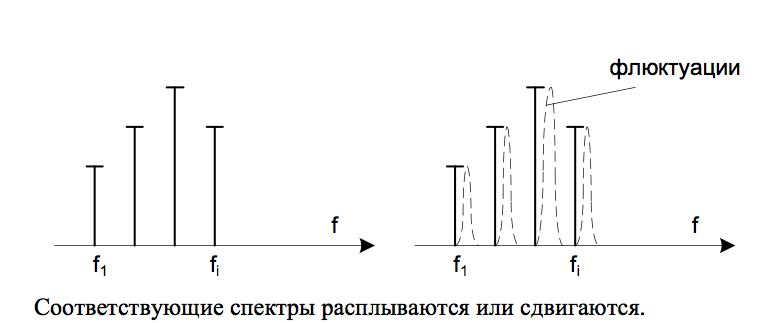 флюктуации
f f
f₁ fᵢ f₁ fᵢ
Соответствующие спектры расплываются или сдвигаются.